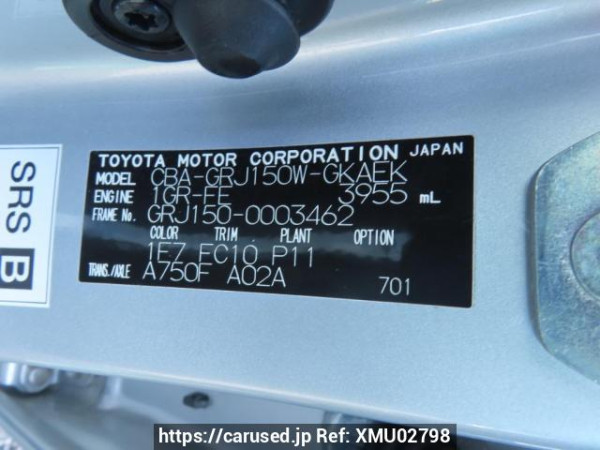 SRS B
TOYOTA MOTOR CORPORATION JAPAN
MODEL CBA-GRJ150W-GKAEK
ENGINE 1GR-FE 3955 mL
FRAME No. GRJ150-0003462
COLOR TRIM PLANT OPTION
1E7 FC10 P11
TRANS./AXLE A750F A02A 701
https://carused.jp Ref: XMU02798